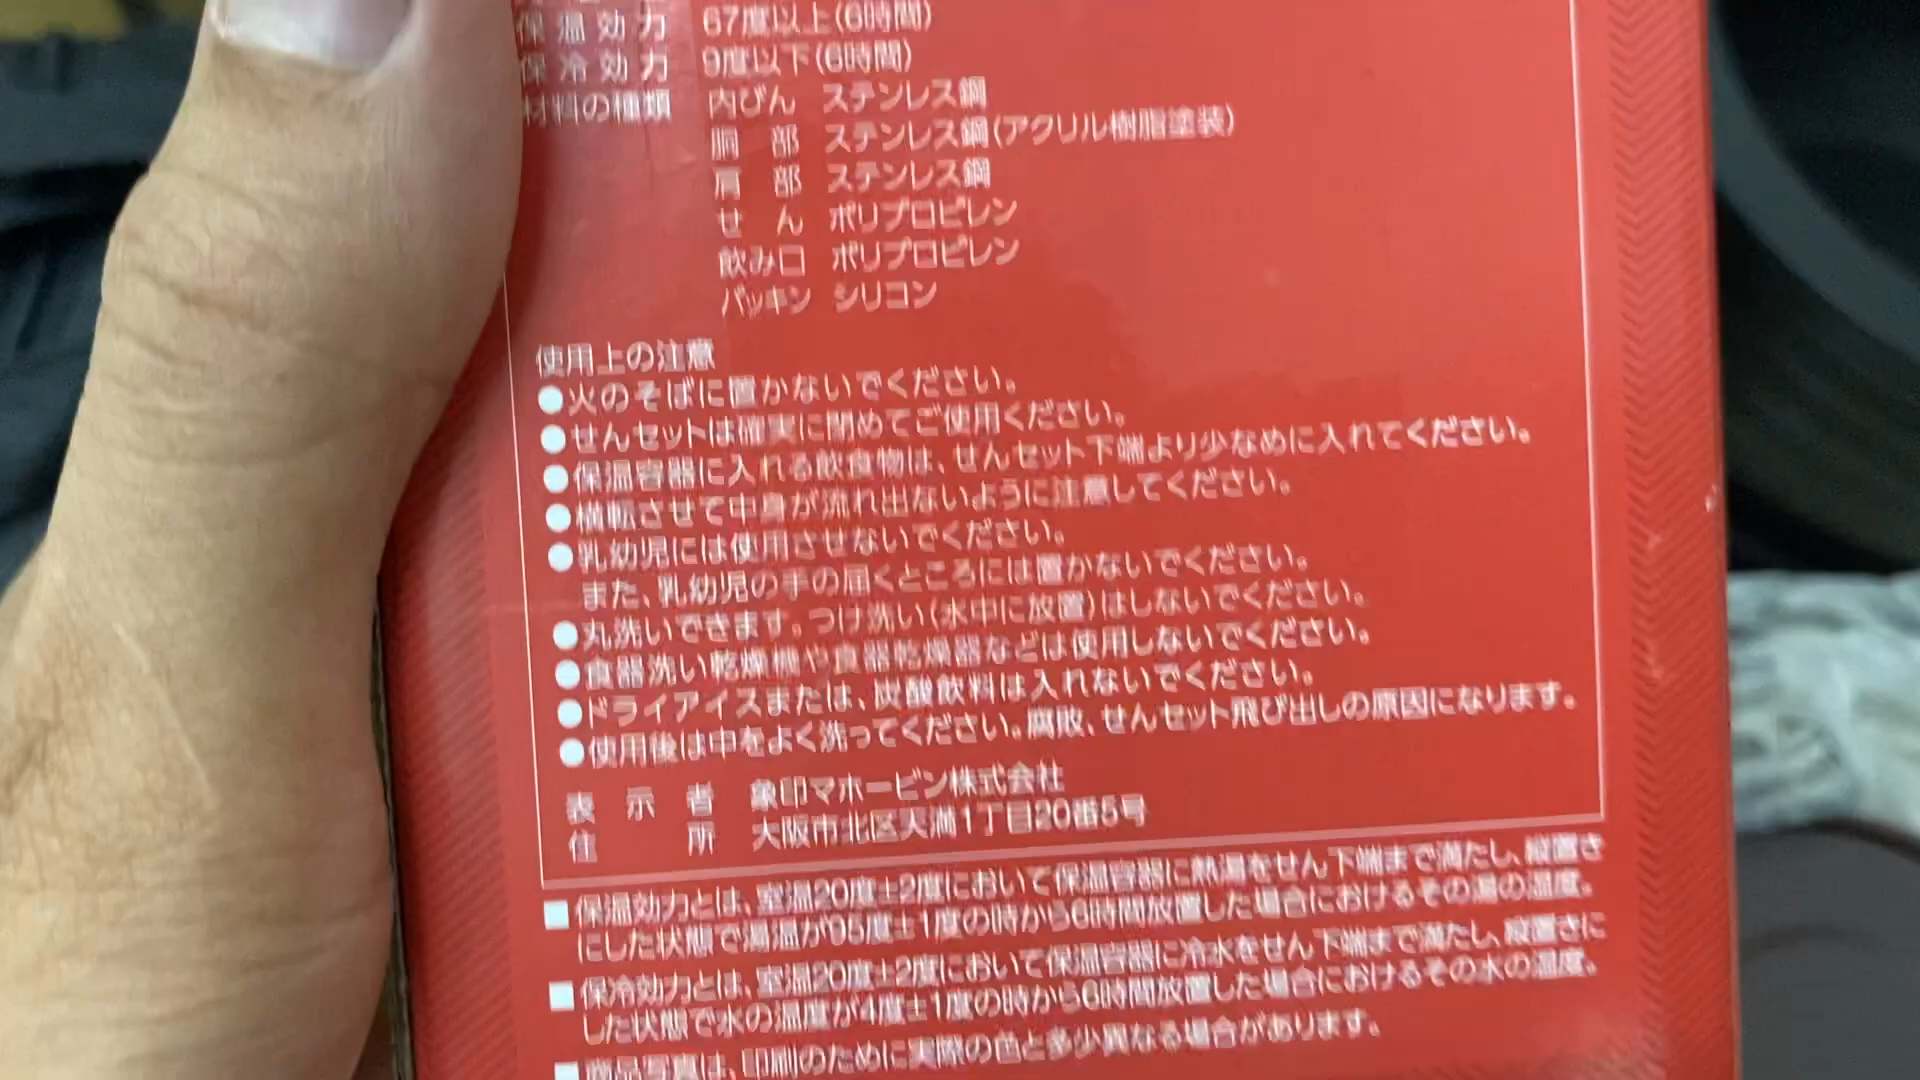 保温効力 67度以上(6時間)
保冷効力 9度以下(6時間)
材料の種類 内びん ステンレス鋼
胴部 ステンレス鋼(アクリル樹脂塗装)
肩部 ステンレス鋼
せん ポリプロピレン
飲み口 ポリプロピレン
パッキン シリコン
使用上の注意
●火のそばに置かないでください。
●せんセットは確実に閉めてご使用ください。
●保温容器に入れる飲食物は、せんセット下端より少なめに入れてください。
●横転させて中身が流れ出ないように注意してください。
●乳幼児には使用させないでください。
また、乳幼児の手の届くところには置かないでください。
●丸洗いできます。つけ洗い(水中に放置)はしないでください。
●食器洗い乾燥機や食器乾燥器などは使用しないでください。
●ドライアイスまたは、炭酸飲料は入れないでください。
●使用後は中をよく洗ってください。腐敗、せんセット飛び出しの原因になります。
表示者 象印マホービン株式会社
住所 大阪市北区天満1丁目20番5号
■保温効力とは、室温20度±2度において保温容器に熱湯をせん下端まで満たし、縦置き
にした状態で湯温が95度±1度の時から6時間放置した場合におけるその湯の温度。
■保冷効力とは、室温20度±2度において保温容器に冷水をせん下端まで満たし、縦置きに
した状態で水の温度が4度±1度の時から6時間放置した場合におけるその水の温度。
■商品写真は、印刷のために実際の色と多少異なる場合があります。